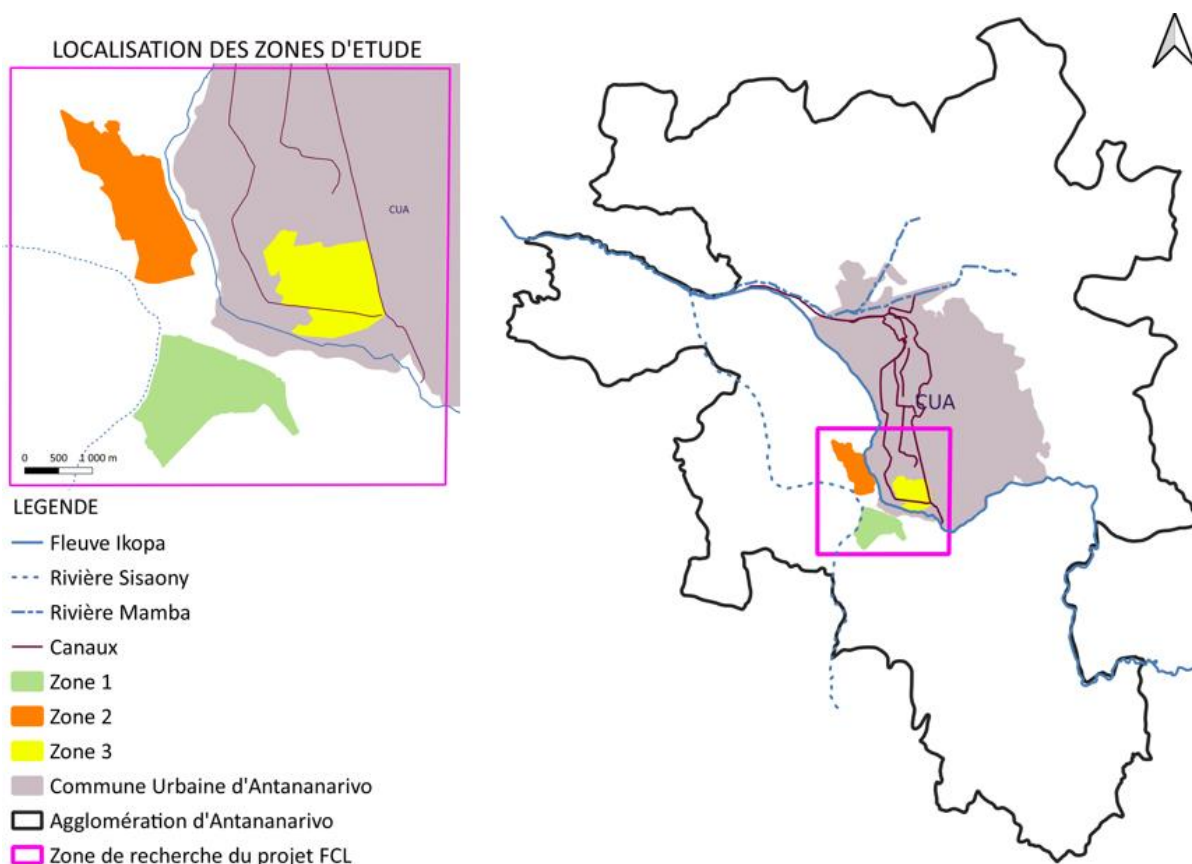 LOCALISATION DES ZONES D'ETUDE
CUA
0 500 1 000 m
LEGENDE
Fleuve Ikopa
Rivière Sisaony
Rivière Mamba
Canaux
Zone 1
Zone 2
Zone 3
Commune Urbaine d'Antananarivo
Agglomération d'Antananarivo
Zone de recherche du projet FCL
CUA